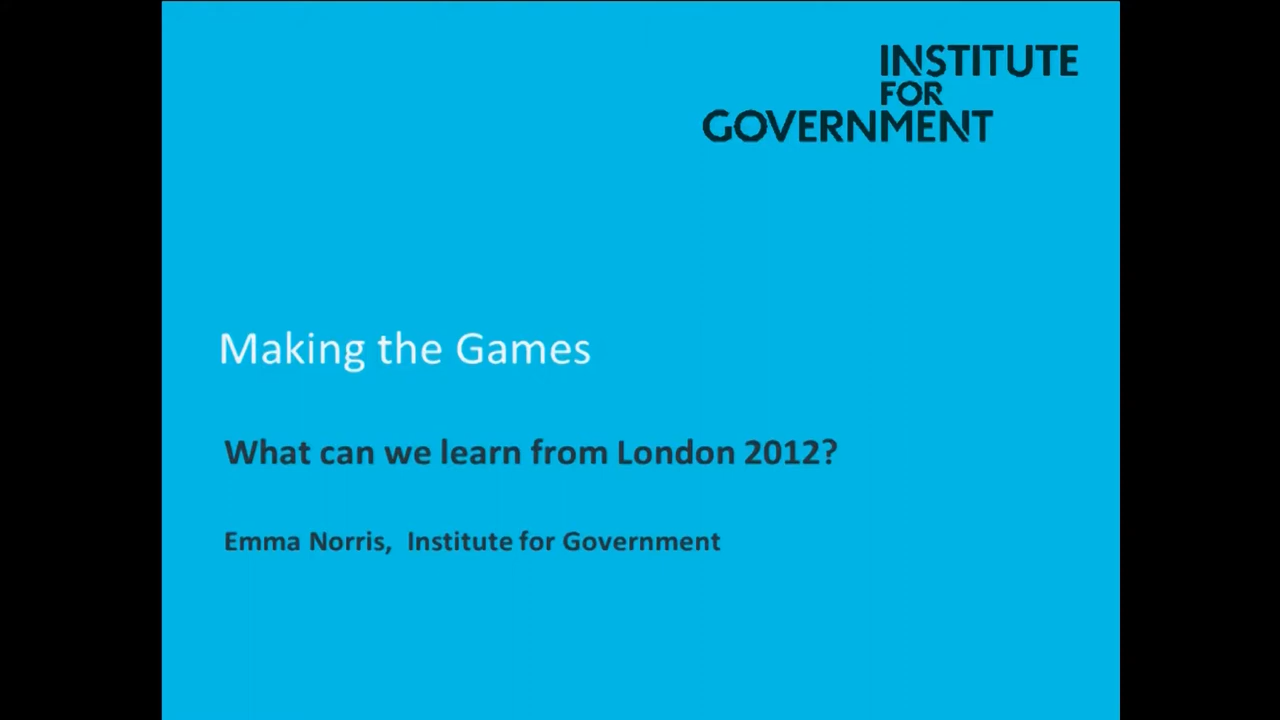 INSTITUTE
FOR
GOVERNMENT
Making the Games
What can we learn from London 2012?
Emma Norris, Institute for Government